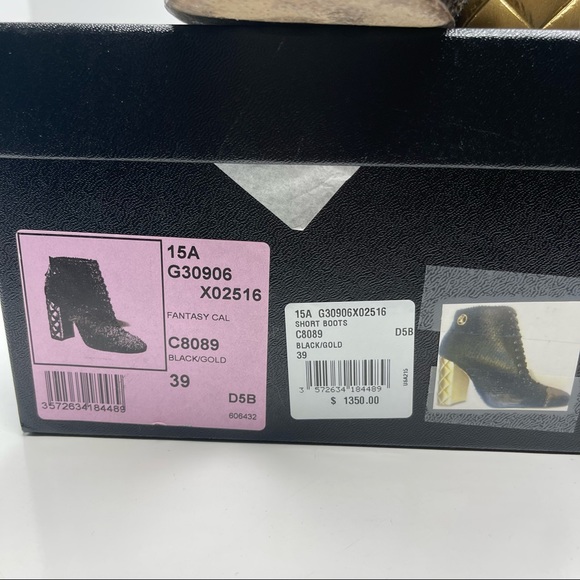 15A
G30906
X02516
FANTASY CAL
C8089
BLACK/GOLD
39
D5B
3572634184489
606432
15A G30906X02516
SHORT BOOTS
C8089 D5B
BLACK/GOLD
39
3 572634 184489
$ 1350.00